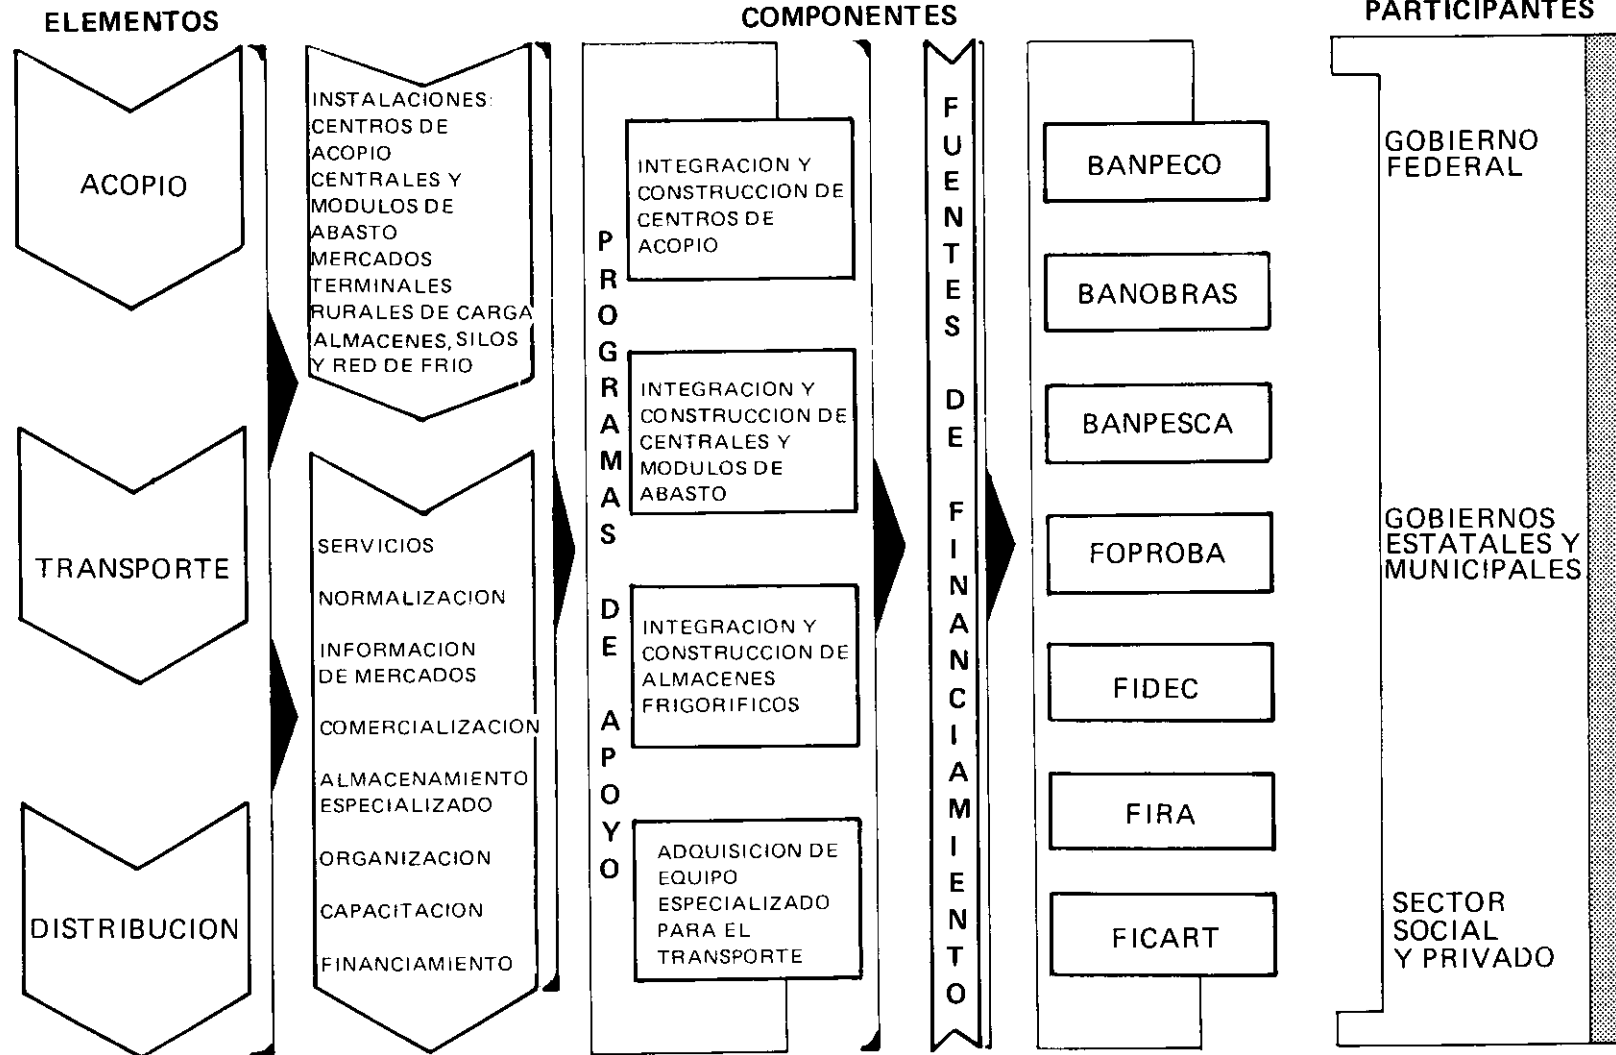 ELEMENTOS
COMPONENTES
PARTICIPANTES
ACOPIO
TRANSPORTE
DISTRIBUCION
INSTALACIONES:
CENTROS DE
ACOPIO
CENTRALES Y
MODULOS DE
ABASTO
MERCADOS
TERMINALES
RURALES DE CARGA
ALMACENES, SILOS
Y RED DE FRIO
SERVICIOS
NORMALIZACION
INFORMACION
DE MERCADOS
COMERCIALIZACION
ALMACENAMIENTO
ESPECIALIZADO
ORGANIZACION
CAPACITACION
FINANCIAMIENTO
PROGRAMAS DE APOYO
INTEGRACION Y
CONSTRUCCION DE
CENTROS DE
ACOPIO
INTEGRACION Y
CONSTRUCCION DE
CENTRALES Y
MODULOS DE
ABASTO
INTEGRACION Y
CONSTRUCCION DE
ALMACENES
FRIGORIFICOS
ADQUISICION DE
EQUIPO
ESPECIALIZADO
PARA EL
TRANSPORTE
FUENTES DE FINANCIAMIENTO
BANPECO
BANOBRAS
BANPESCA
FOPROBA
FIDEC
FIRA
FICART
GOBIERNO
FEDERAL
GOBIERNOS
ESTATALES Y
MUNICIPALES
SECTOR
SOCIAL
Y PRIVADO